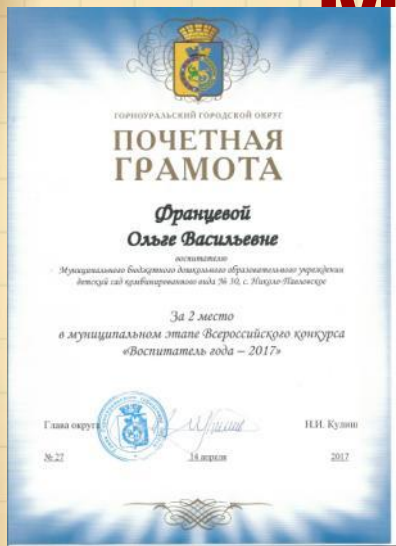 ГОРНОУРАЛЬСКИЙ ГОРОДСКОЙ ОКРУГ
ПОЧЕТНАЯ
ГРАМОТА
Францевой
Ольге Васильевне
воспитателю
Муниципального бюджетного дошкольного образовательного учреждения
детский сад комбинированного вида № 10, с. Николо-Павловское
За 2 место
в муниципальном этапе Всероссийского конкурса
«Воспитатель года – 2017»
Глава округа Н.И. Кулиш
№ 27 14 апреля 2017